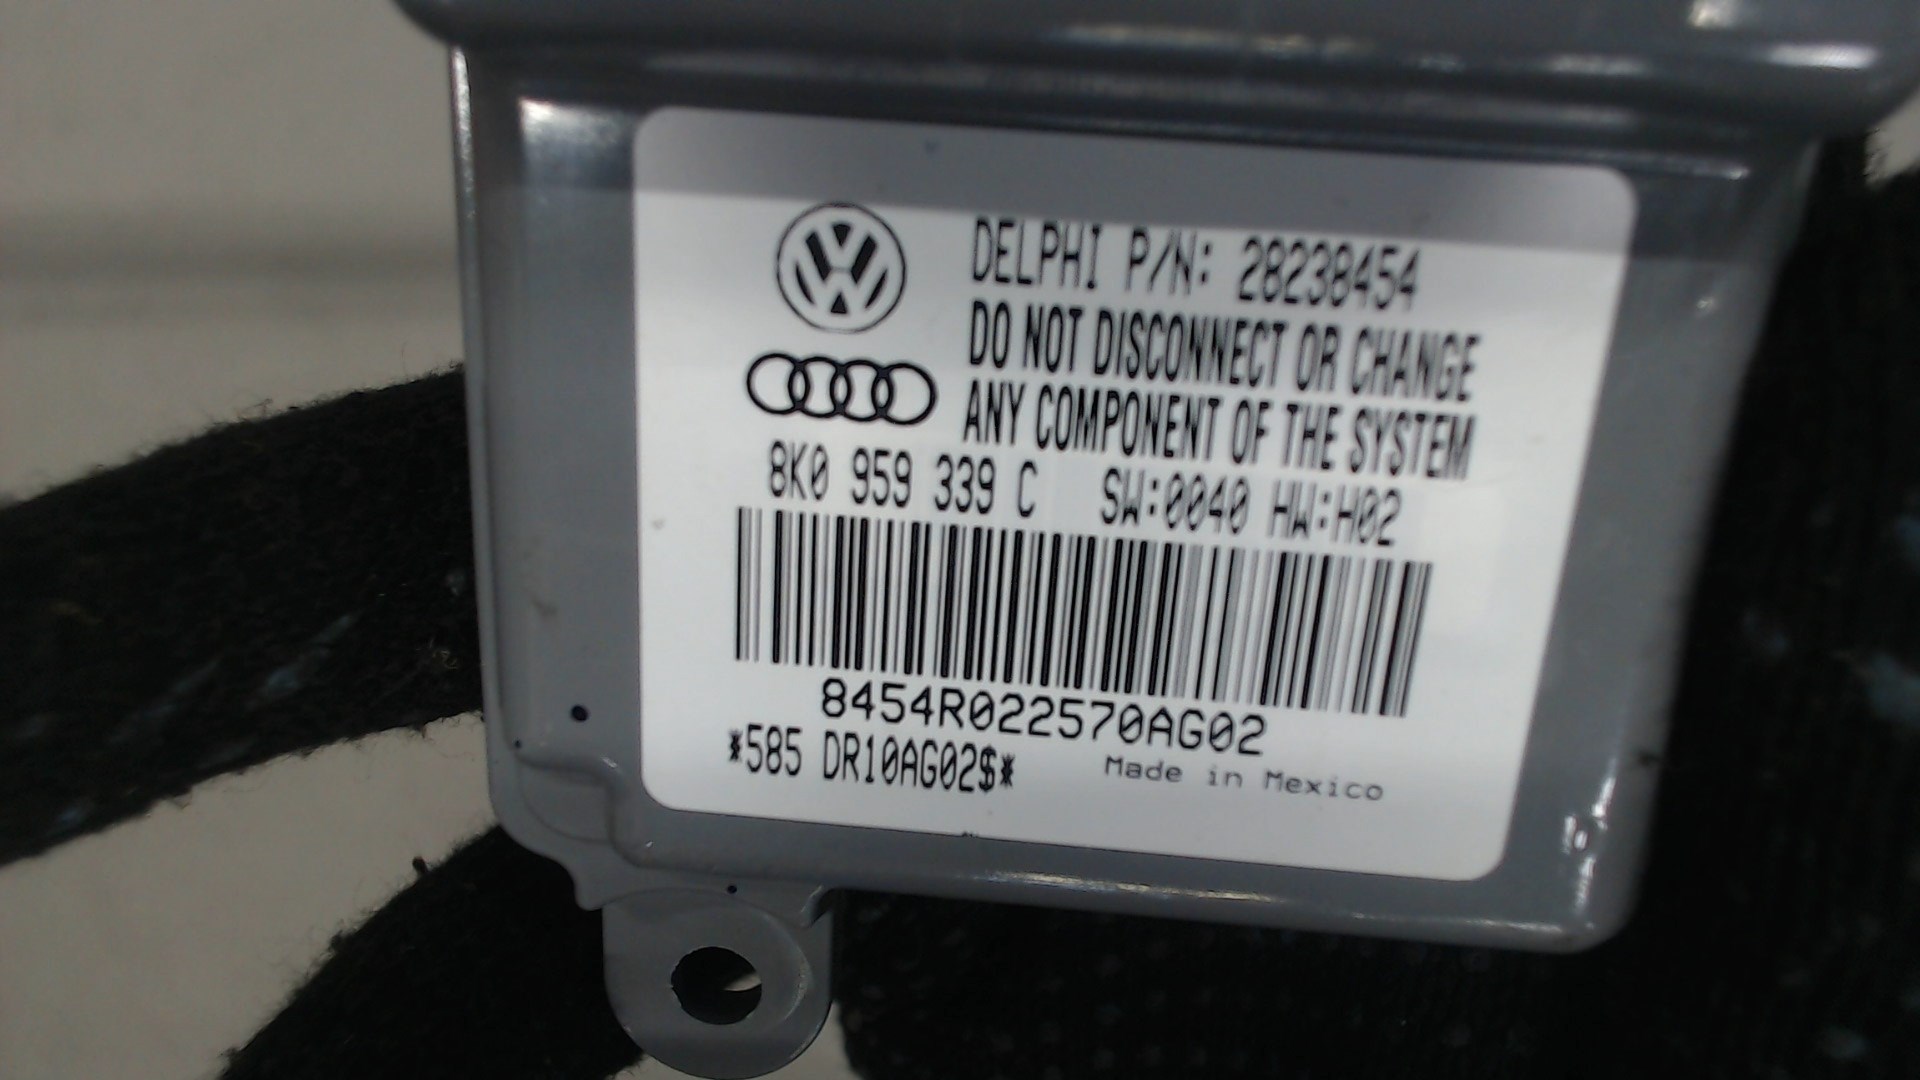 DELPHI P/N: 28238454
DO NOT DISCONNECT OR CHANGE
ANY COMPONENT OF THE SYSTEM
8K0 959 339 C SW:0040 HW:H02
8454R022570AG02
*585 DR10AG02$*
Made in Mexico